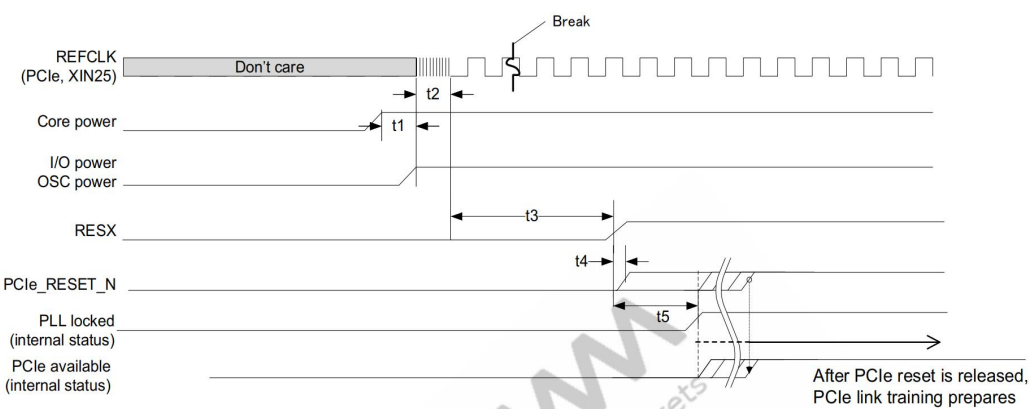 Break
REFCLK
(PCIe, XIN25)
Don't care
t2
Core power
t1
I/O power
OSC power
t3
RESX
t4
PCIe_RESET_N
t5
PLL locked
(internal status)
PCIe available
(internal status)
After PCIe reset is released,
PCIe link training prepares